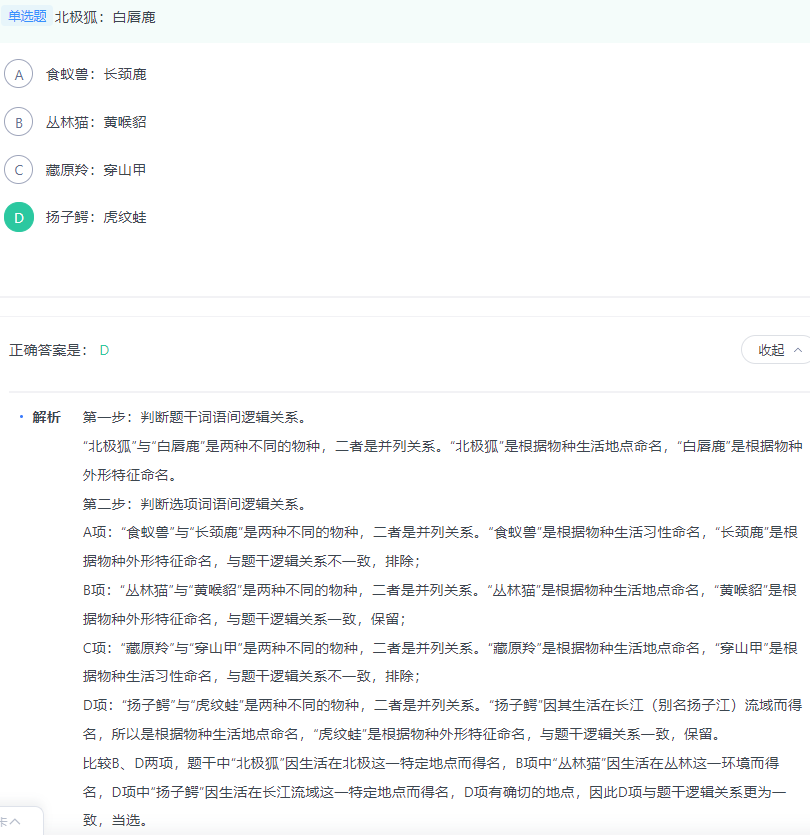 单选题 北极狐：白唇鹿
A 食蚁兽：长颈鹿
B 丛林猫：黄喉貂
C 藏原羚：穿山甲
D 扬子鳄：虎纹蛙
正确答案是： D
收起
· 解析 第一步：判断题干词语间逻辑关系。
“北极狐”与“白唇鹿”是两种不同的物种，二者是并列关系。“北极狐”是根据物种生活地点命名，“白唇鹿”是根据物种
外形特征命名。
第二步：判断选项词语间逻辑关系。
A项：“食蚁兽”与“长颈鹿”是两种不同的物种，二者是并列关系。“食蚁兽”是根据物种生活习性命名，“长颈鹿”是根
据物种外形特征命名，与题干逻辑关系不一致，排除；
B项：“丛林猫”与“黄喉貂”是两种不同的物种，二者是并列关系。“丛林猫”是根据物种生活地点命名，“黄喉貂”是根
据物种外形特征命名，与题干逻辑关系一致，保留；
C项：“藏原羚”与“穿山甲”是两种不同的物种，二者是并列关系。“藏原羚”是根据物种生活地点命名，“穿山甲”是根
据物种生活习性命名，与题干逻辑关系不一致，排除；
D项：“扬子鳄”与“虎纹蛙”是两种不同的物种，二者是并列关系。“扬子鳄”因其生活在长江（别名扬子江）流域而得
名，所以是根据物种生活地点命名，“虎纹蛙”是根据物种外形特征命名，与题干逻辑关系一致，保留。
比较B、D两项，题干中“北极狐”因生活在北极这一特定地点而得名，B项中“丛林猫”因生活在丛林这一环境而得
名，D项中“扬子鳄”因生活在长江流域这一特定地点而得名，D项有确切的地点，因此D项与题干逻辑关系更为一
致，当选。
卡